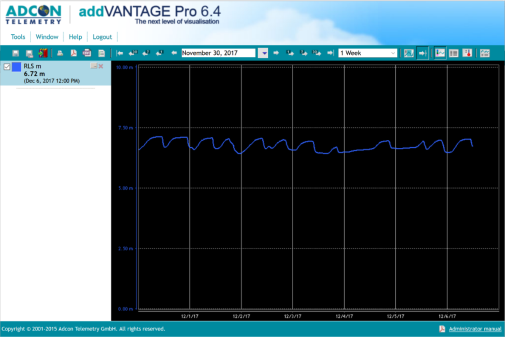 ADCON
TELEMETRY
addVANTAGE Pro 6.4
The next level of visualisation
Tools Window Help Logout
November 30, 2017 1 Week
RLS m
6.72 m
(Dec 6, 2017 12:00 PM)
10.00 m
7.50 m
5.00 m
2.50 m
0.00 m
12/1/17 12/2/17 12/3/17 12/4/17 12/5/17 12/6/17
Copyright © 2001-2015 Adcon Telemetry GmbH. All rights reserved.
Administrator manual